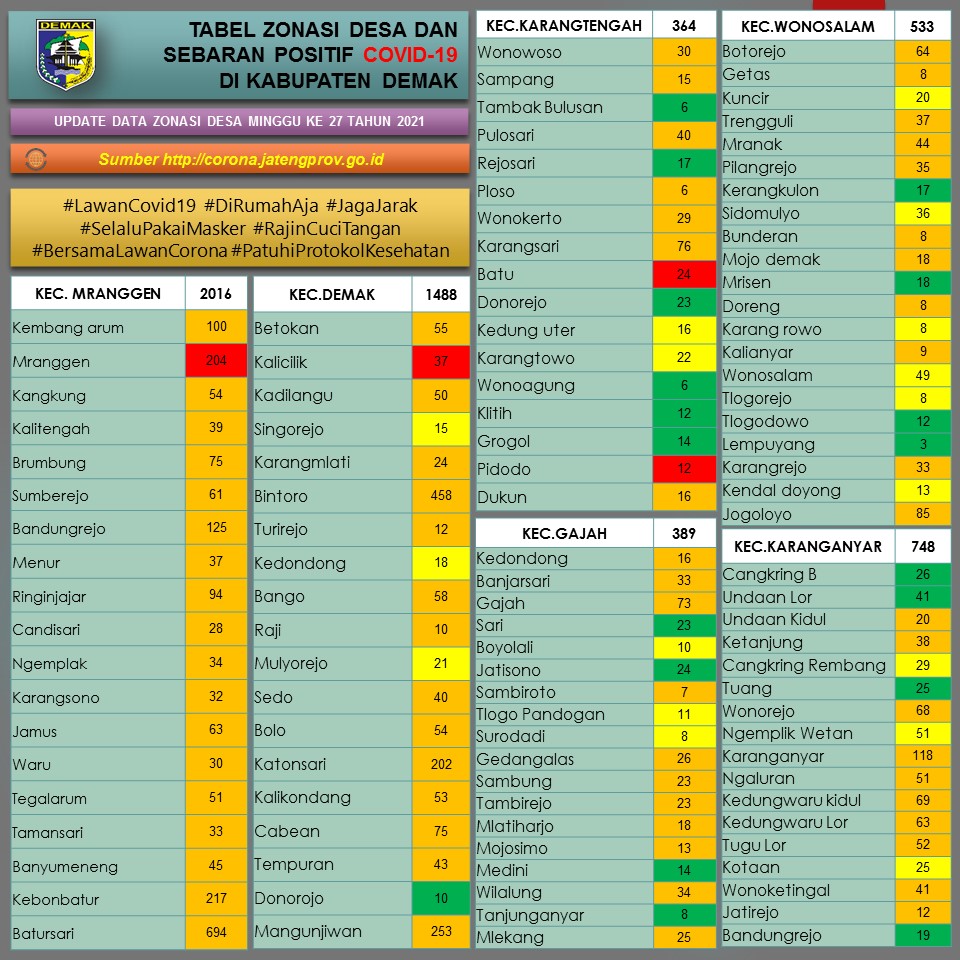 DEMAK
TABEL ZONASI DESA DAN
SEBARAN POSITIF COVID-19
DI KABUPATEN DEMAK
UPDATE DATA ZONASI DESA MINGGU KE 27 TAHUN 2021
Sumber http://corona.jatengprov.go.id
#LawanCovid19 #DiRumahAja #JagaJarak
#SelaluPakaiMasker #RajinCuciTangan
#BersamaLawanCorona #PatuhiProtokolKesehatan
KEC. MRANGGEN 2016
Kembang arum 100
Mranggen 204
Kangkung 54
Kalitengah 39
Brumbung 75
Sumberejo 61
Bandungrejo 125
Menur 37
Ringinjajar 94
Candisari 28
Ngemplak 34
Karangsono 32
Jamus 63
Waru 30
Tegalarum 51
Tamansari 33
Banyumeneng 45
Kebonbatur 217
Batursari 694
KEC.DEMAK 1488
Betokan 55
Kalicilik 37
Kadilangu 50
Singorejo 15
Karangmlati 24
Bintoro 458
Turirejo 12
Kedondong 18
Bango 58
Raji 10
Mulyorejo 21
Sedo 40
Bolo 54
Katonsari 202
Kalikondang 53
Cabean 75
Tempuran 43
Donorojo 10
Mangunjiwan 253
KEC.KARANGTENGAH 364
Wonowoso 30
Sampang 15
Tambak Bulusan 6
Pulosari 40
Rejosari 17
Ploso 6
Wonokerto 29
Karangsari 76
Batu 24
Donorejo 23
Kedung uter 16
Karangtowo 22
Wonoagung 6
Klitih 12
Grogol 14
Pidodo 12
Dukun 16
KEC.GAJAH 389
Kedondong 16
Banjarsari 33
Gajah 73
Sari 23
Boyolali 10
Jatisono 24
Sambiroto 7
Tlogo Pandogan 11
Surodadi 8
Gedangalas 26
Sambung 23
Tambirejo 23
Mlatiharjo 18
Mojosimo 13
Medini 14
Wilalung 34
Tanjunganyar 8
Mlekang 25
KEC.WONOSALAM 533
Botorejo 64
Getas 8
Kuncir 20
Trengguli 37
Mranak 44
Pilangrejo 35
Kerangkulon 17
Sidomulyo 36
Bunderan 8
Mojo demak 18
Mrisen 18
Doreng 8
Karang rowo 8
Kalianyar 9
Wonosalam 49
Tlogorejo 8
Tlogodowo 12
Lempuyang 3
Karangrejo 33
Kendal doyong 13
Jogoloyo 85
KEC.KARANGANYAR 748
Cangkring B 26
Undaan Lor 41
Undaan Kidul 20
Ketanjung 38
Cangkring Rembang 29
Tuang 25
Wonorejo 68
Ngemplik Wetan 51
Karanganyar 118
Ngaluran 51
Kedungwaru kidul 69
Kedungwaru Lor 63
Tugu Lor 52
Kotaan 25
Wonoketingal 41
Jatirejo 12
Bandungrejo 19